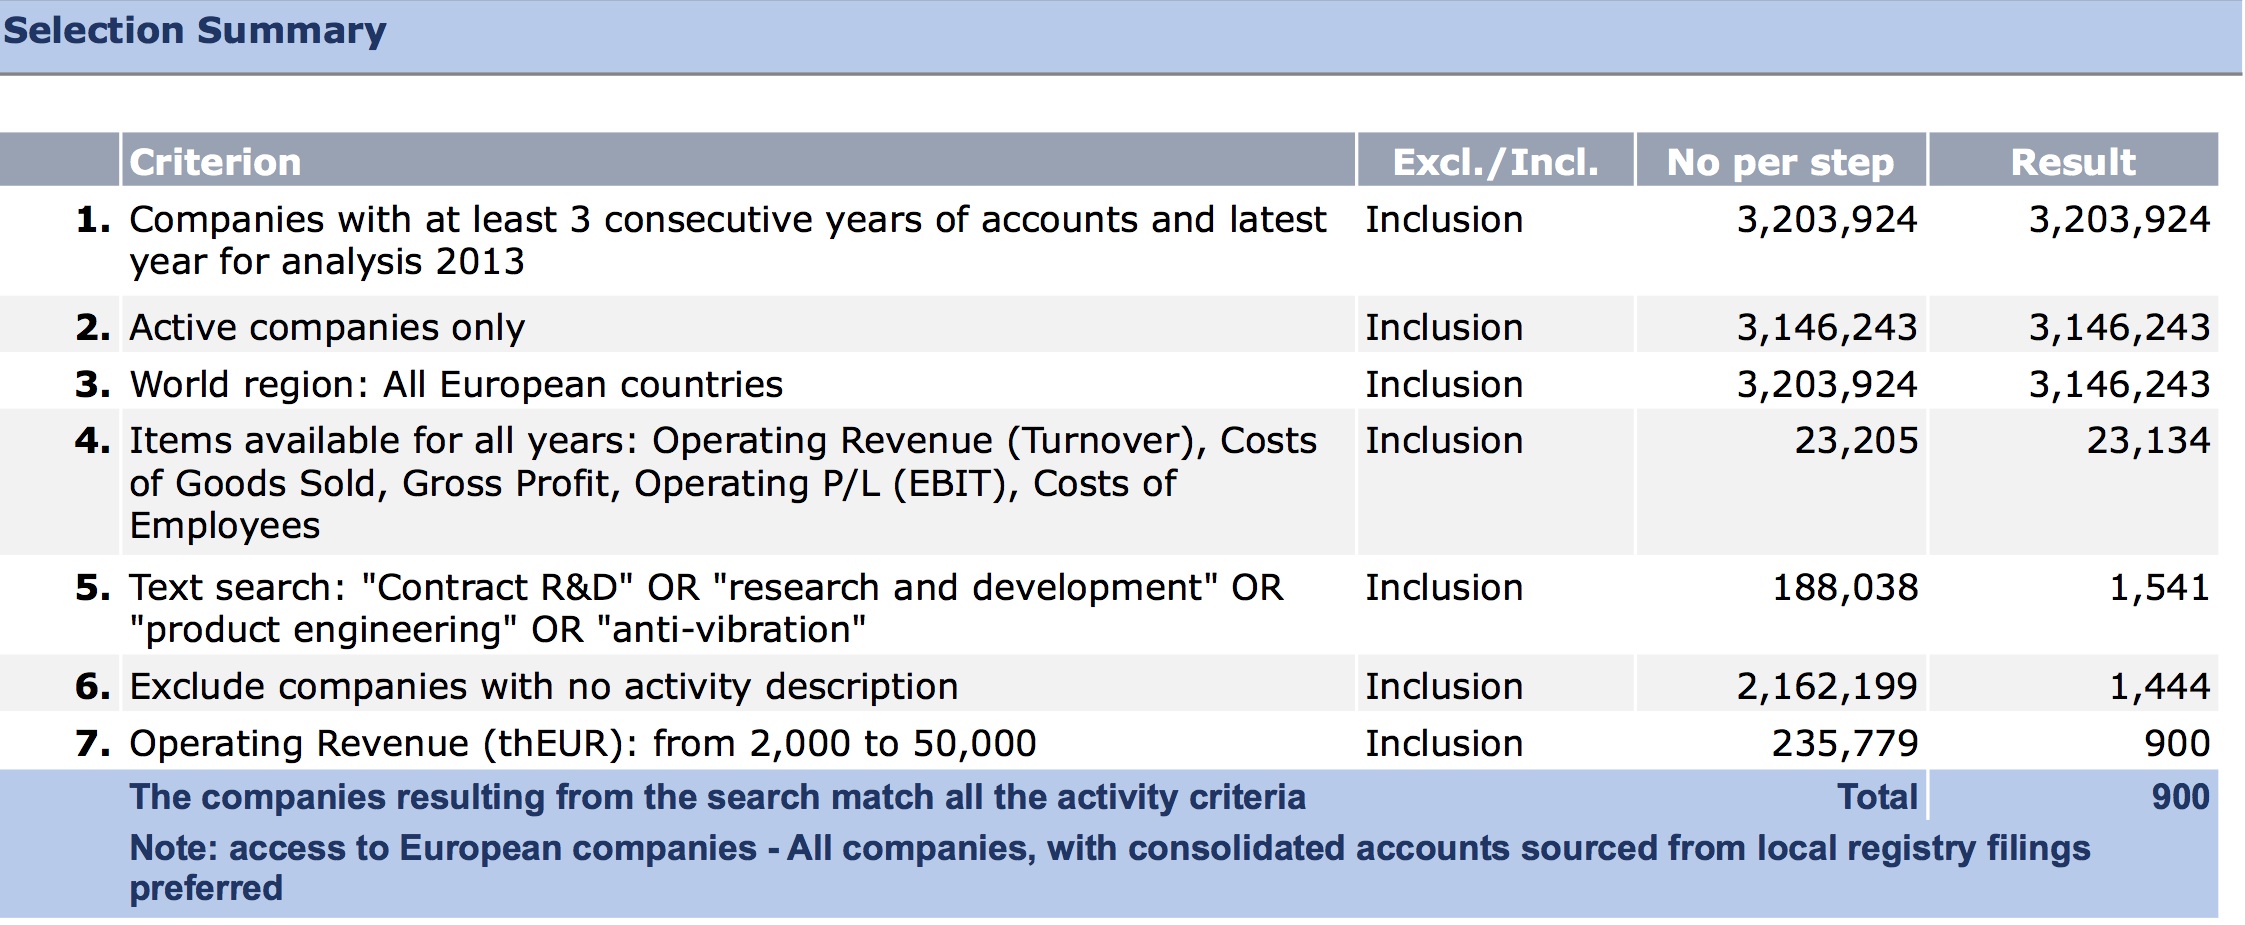 Selection Summary
Criterion Excl./Incl. No per step Result
1. Companies with at least 3 consecutive years of accounts and latest Inclusion 3,203,924 3,203,924
year for analysis 2013
2. Active companies only Inclusion 3,146,243 3,146,243
3. World region: All European countries Inclusion 3,203,924 3,146,243
4. Items available for all years: Operating Revenue (Turnover), Costs Inclusion 23,205 23,134
of Goods Sold, Gross Profit, Operating P/L (EBIT), Costs of
Employees
5. Text search: "Contract R&D" OR "research and development" OR Inclusion 188,038 1,541
"product engineering" OR "anti-vibration"
6. Exclude companies with no activity description Inclusion 2,162,199 1,444
7. Operating Revenue (thEUR): from 2,000 to 50,000 Inclusion 235,779 900
The companies resulting from the search match all the activity criteria Total 900
Note: access to European companies - All companies, with consolidated accounts sourced from local registry filings
preferred